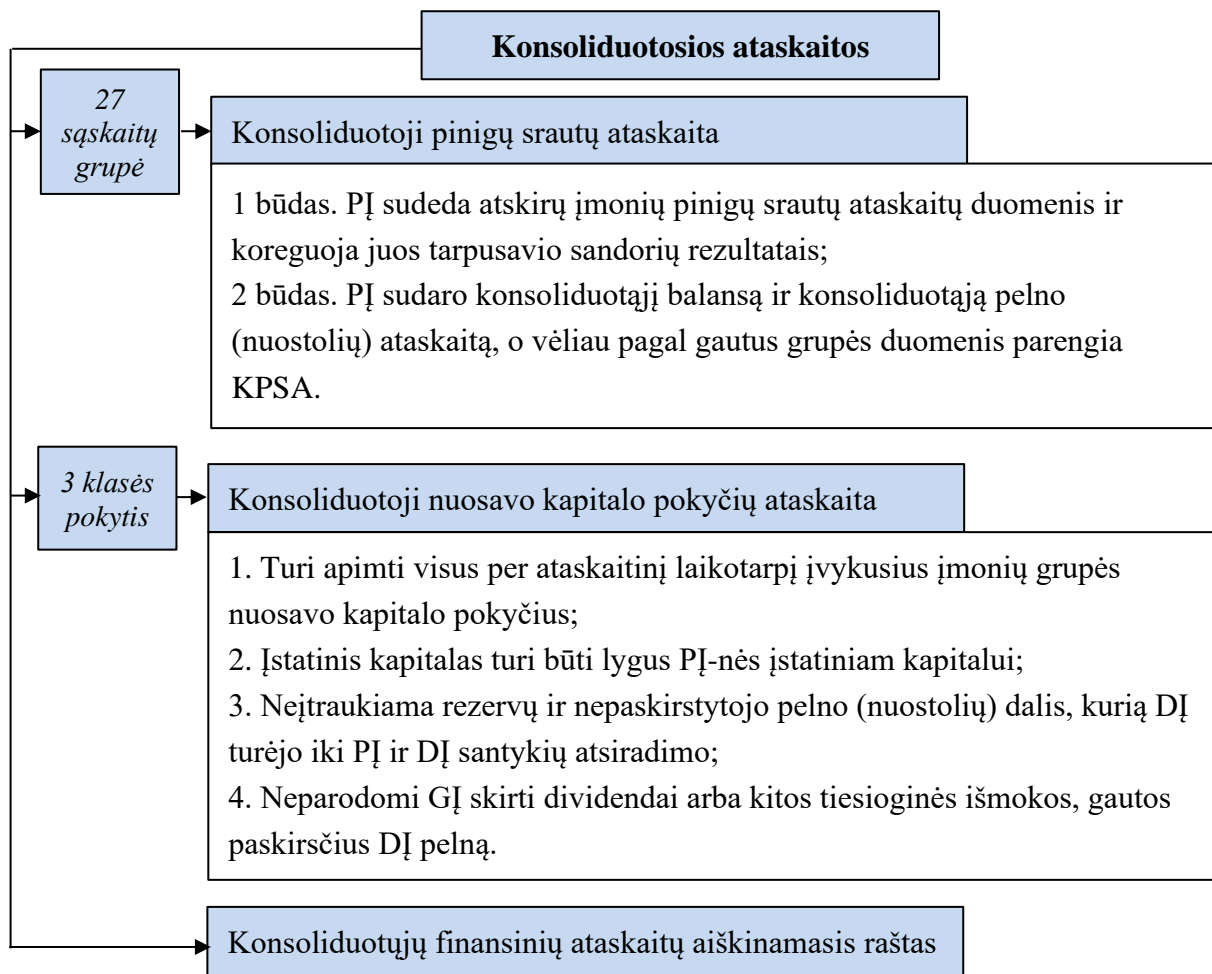 Konsoliduotosios ataskaitos
27
sąskaitų
grupė
Konsoliduotoji pinigų srautų ataskaita
1 būdas. PĮ sudeda atskirų įmonių pinigų srautų ataskaitų duomenis ir
koreguoja juos tarpusavio sandorių rezultatais;
2 būdas. PĮ sudaro konsoliduotąjį balansą ir konsoliduotąją pelno
(nuostolių) ataskaitą, o vėliau pagal gautus grupės duomenis parengia
KPSA.
3 klasės
pokytis
Konsoliduotoji nuosavo kapitalo pokyčių ataskaita
1. Turi apimti visus per ataskaitinį laikotarpį įvykusius įmonių grupės
nuosavo kapitalo pokyčius;
2. Įstatinis kapitalas turi būti lygus PĮ-nės įstatiniam kapitalui;
3. Neįtraukiama rezervų ir nepaskirstytojo pelno (nuostolių) dalis, kurią DĮ
turėjo iki PĮ ir DĮ santykių atsiradimo;
4. Neparodomi GĮ skirti dividendai arba kitos tiesioginės išmokos, gautos
paskirsčius DĮ pelną.
Konsoliduotųjų finansinių ataskaitų aiškinamasis raštas